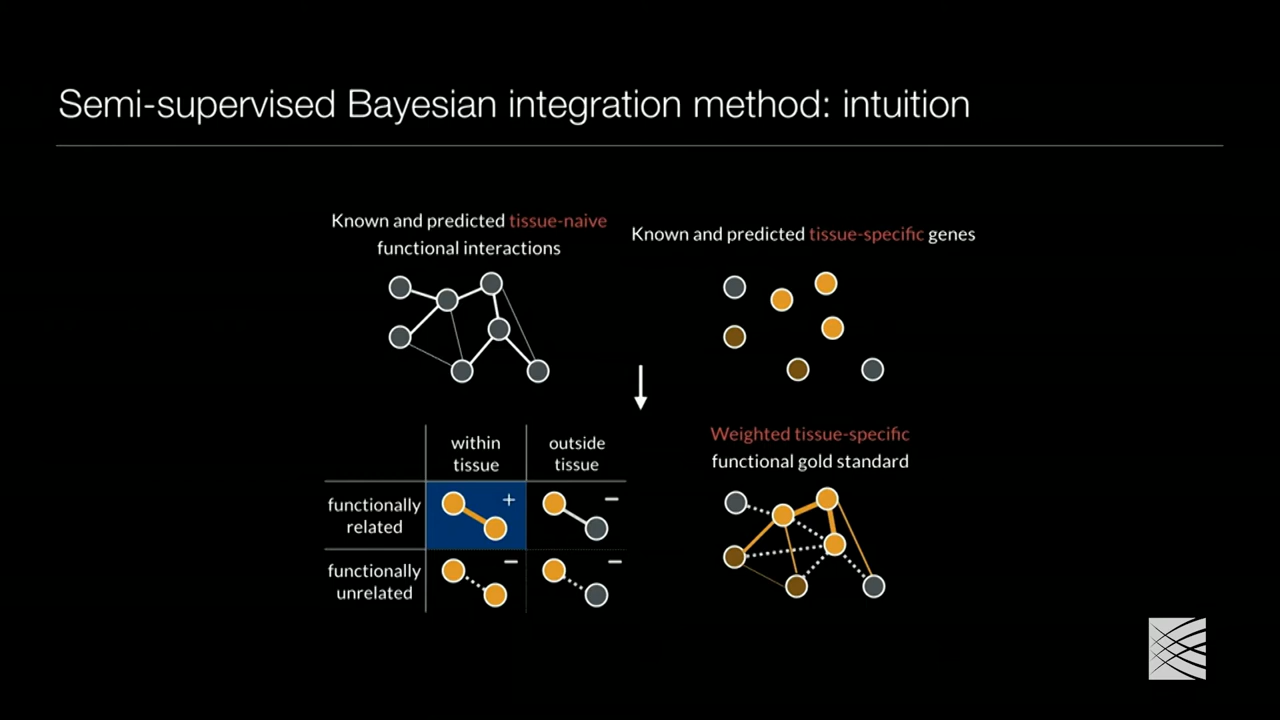 Semi-supervised Bayesian integration method: intuition
Known and predicted tissue-naive
functional interactions
Known and predicted tissue-specific genes
within
tissue
outside
tissue
functionally
related
+
−
functionally
unrelated
−
−
Weighted tissue-specific
functional gold standard